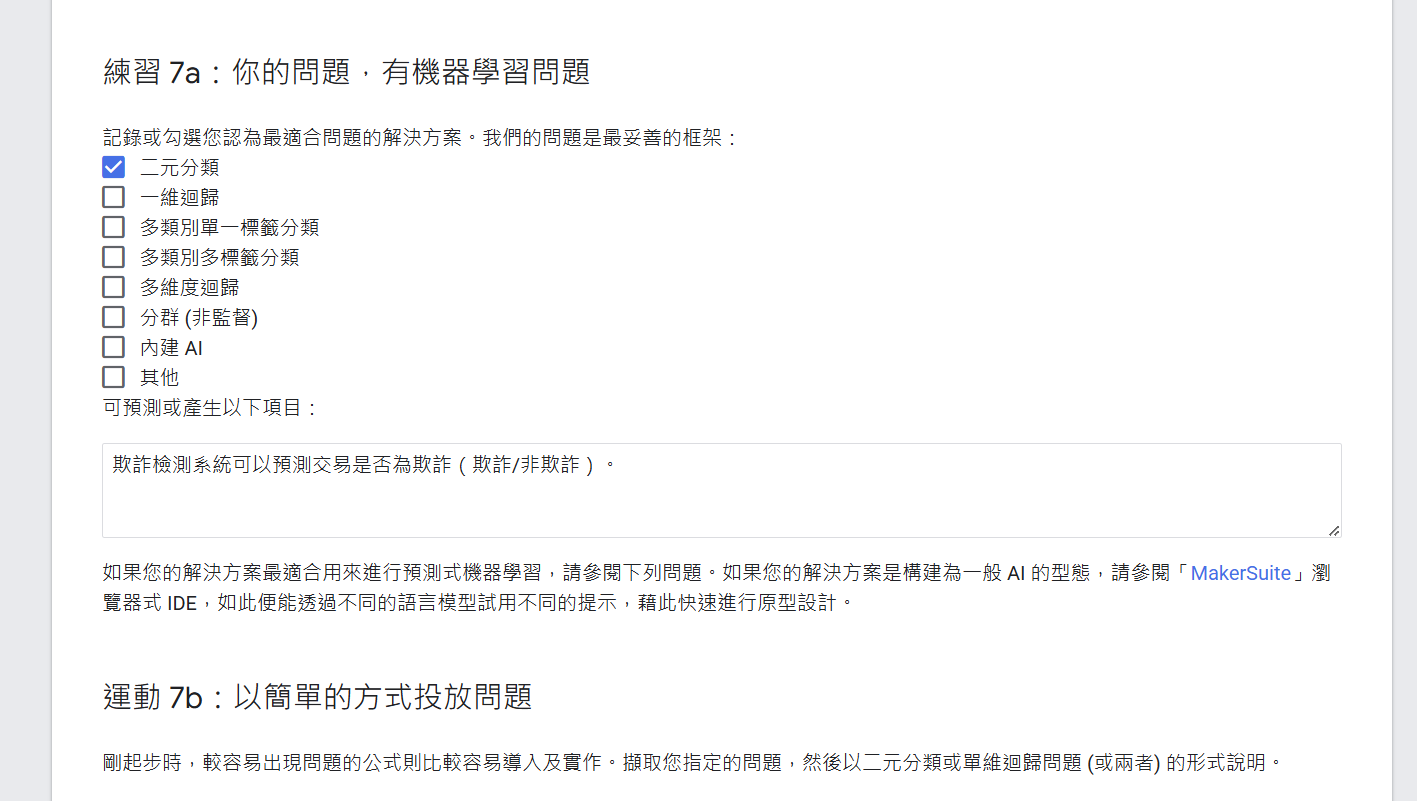 練習 7a：你的問題，有機器學習問題
記錄或勾選您認為最適合問題的解決方案。我們的問題是最妥善的框架：
二元分類
一維迴歸
多類別單一標籤分類
多類別多標籤分類
多維度迴歸
分群 (非監督)
內建 AI
其他
可預測或產生以下項目：
欺詐檢測系統可以預測交易是否為欺詐（欺詐/非欺詐）。
如果您的解決方案最適合用來進行預測式機器學習，請參閱下列問題。如果您的解決方案是構建為一般 AI 的型態，請參閱「MakerSuite」瀏
覽器式 IDE，如此便能透過不同的語言模型試用不同的提示，藉此快速進行原型設計。
運動 7b：以簡單的方式投放問題
剛起步時，較容易出現問題的公式則比較容易導入及實作。擷取您指定的問題，然後以二元分類或單維迴歸問題 (或兩者) 的形式說明。